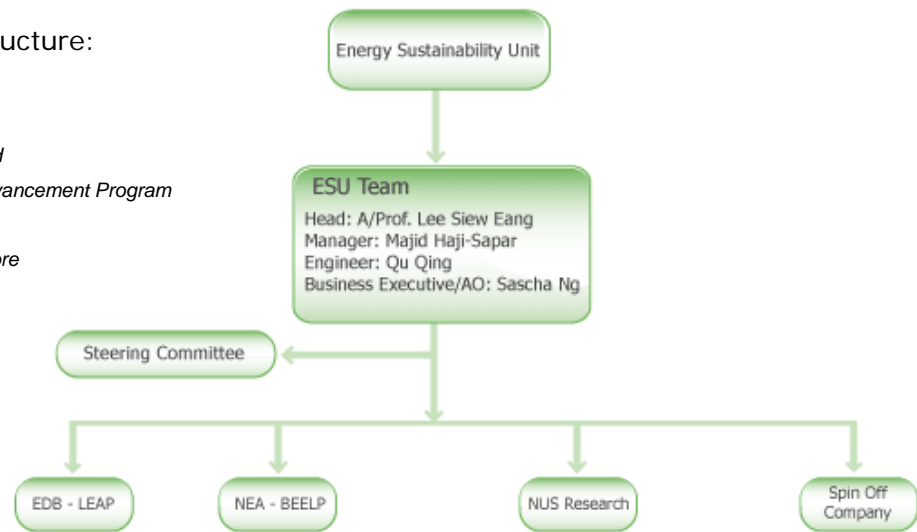 ucture:
Energy Sustainability Unit
vancement Program
ore
ESU Team
Head: A/Prof. Lee Siew Eang
Manager: Majid Haji-Sapar
Engineer: Qu Qing
Business Executive/AO: Sascha Ng
Steering Committee
EDB - LEAP
NEA - BEELP
NUS Research
Spin Off
Company